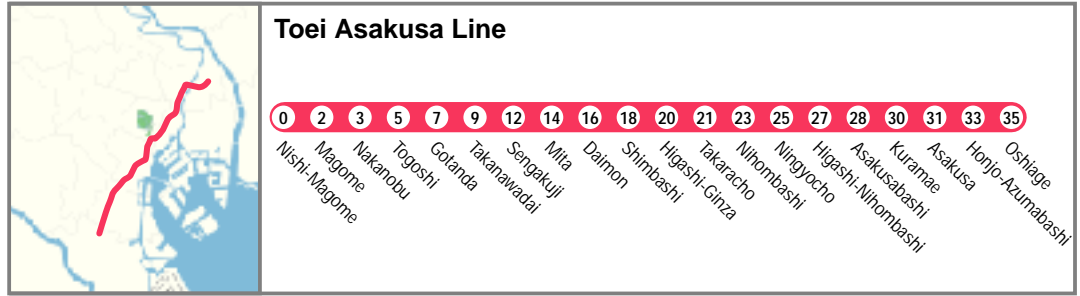 Toei Asakusa Line
0 2 3 5 7 9 12 14 16 18 20 21 23 25 27 28 30 31 33 35
Nishi-Magome
Magome
Nakanobu
Togoshi
Gotanda
Takanawadai
Sengakuji
Mita
Daimon
Shimbashi
Higashi-Ginza
Takaracho
Nihombashi
Ningyocho
Higashi-Nihombashi
Asakusabashi
Kuramae
Asakusa
Honjo-Azumabashi
Oshiage